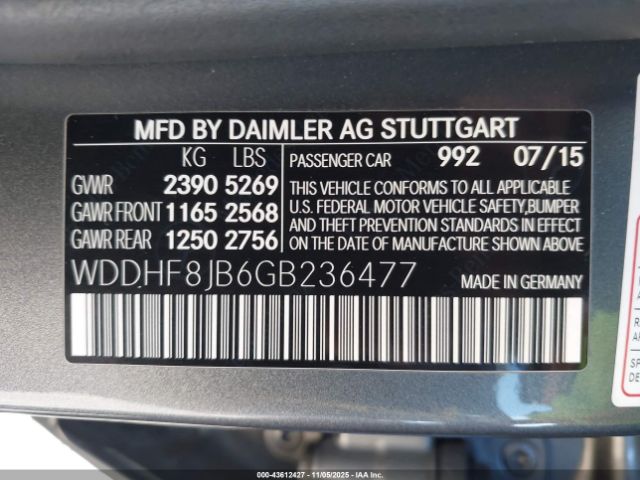 MFD BY DAIMLER AG STUTTGART
KG LBS
GVWR 2390 5269
GAWR FRONT 1165 2568
GAWR REAR 1250 2756
PASSENGER CAR 992 07/15
THIS VEHICLE CONFORMS TO ALL APPLICABLE
U.S. FEDERAL MOTOR VEHICLE SAFETY,BUMPER
AND THEFT PREVENTION STANDARDS IN EFFECT
ON THE DATE OF MANUFACTURE SHOWN ABOVE
WDDHF8JB6GB236477
MADE IN GERMANY
000-43612427 - 11/05/2025 - IAAI.COM